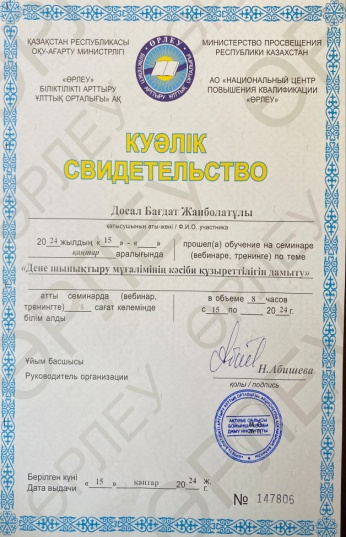 ҚАЗАҚСТАН РЕСПУБЛИКАСЫ
ОҚУ-АҒАРТУ МИНИСТРЛІГІ
МИНИСТЕРСТВО ПРОСВЕЩЕНИЯ
РЕСПУБЛИКИ КАЗАХСТАН
ӨРЛЕУ
«ӨРЛЕУ»
БІЛІКТІЛІКТІ АРТТЫРУ
ҰЛТТЫҚ ОРТАЛЫҒЫ» АҚ
АО «НАЦИОНАЛЬНЫЙ ЦЕНТР
ПОВЫШЕНИЯ КВАЛИФИКАЦИИ
«ӨРЛЕУ»
КУӘЛІК
СВИДЕТЕЛЬСТВО
Досал Бағдат Жанболатұлы
қатысушының аты-жөні / Ф.И.О. участника
20 24 жылдың « 15 » - « »
қаңтар аралығында
прошел(а) обучение на семинаре
(вебинаре, тренинге) по теме
«Дене шынықтыру мұғалімінің кәсіби құзыреттілігін дамыту»
атты семинарда (вебинар,
тренингте) сағат көлемінде
білім алды
в объеме 8 часов
с 15 по 20 24 г.
Ұйым басшысы
Руководитель организации
Н.Абишева
қолы / подпись
Берілген күні
Дата выдачи « 15 » қаңтар 20 24 ж.
г.
№ 147806